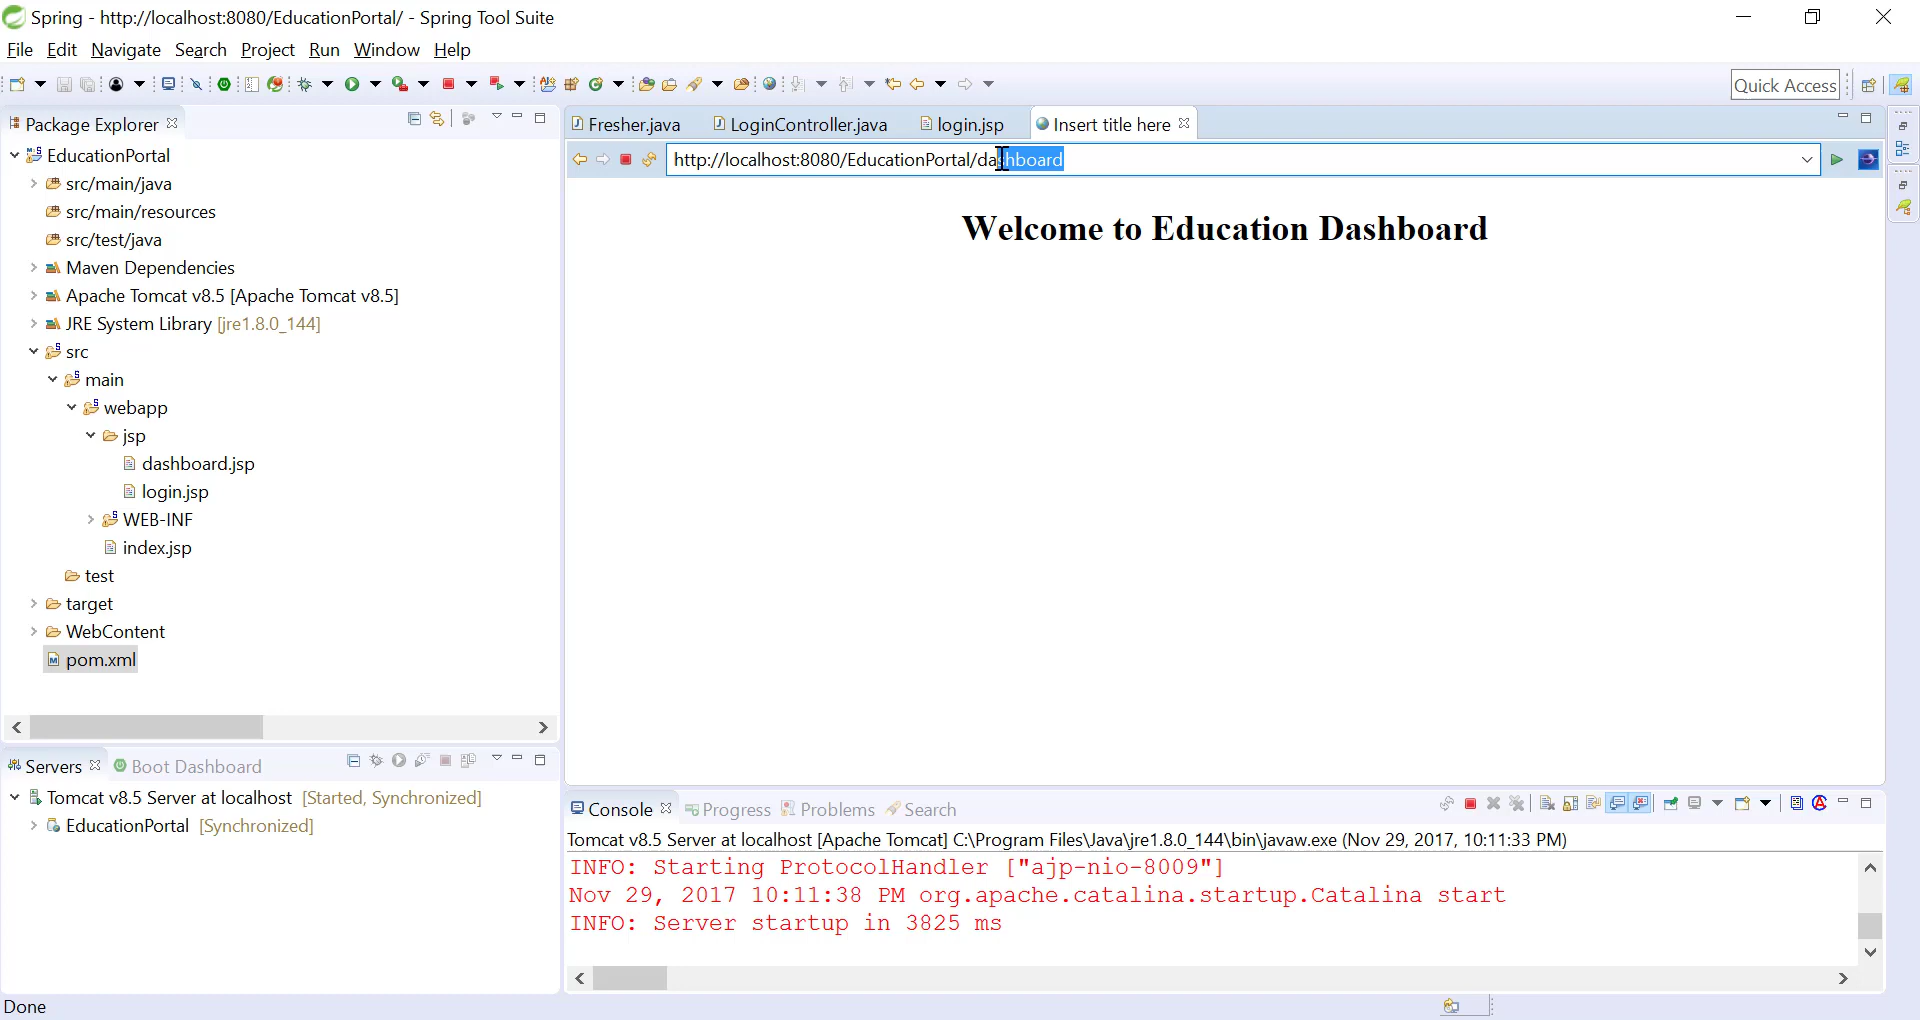 Spring - http://localhost:8080/EducationPortal/ - Spring Tool Suite
File Edit Navigate Search Project Run Window Help
Quick Access
Package Explorer
Fresher.java LoginController.java login.jsp Insert title here
http://localhost:8080/EducationPortal/dashboard
EducationPortal
src/main/java
src/main/resources
src/test/java
Maven Dependencies
Apache Tomcat v8.5 [Apache Tomcat v8.5]
JRE System Library [jre1.8.0_144]
src
main
webapp
jsp
dashboard.jsp
login.jsp
WEB-INF
index.jsp
test
target
WebContent
pom.xml
Welcome to Education Dashboard
Servers Boot Dashboard
Tomcat v8.5 Server at localhost [Started, Synchronized]
EducationPortal [Synchronized]
Console Progress Problems Search
Tomcat v8.5 Server at localhost [Apache Tomcat] C:\Program Files\Java\jre1.8.0_144\bin\javaw.exe (Nov 29, 2017, 10:11:33 PM)
INFO: Starting ProtocolHandler ["ajp-nio-8009"]
Nov 29, 2017 10:11:38 PM org.apache.catalina.startup.Catalina start
INFO: Server startup in 3825 ms
Done